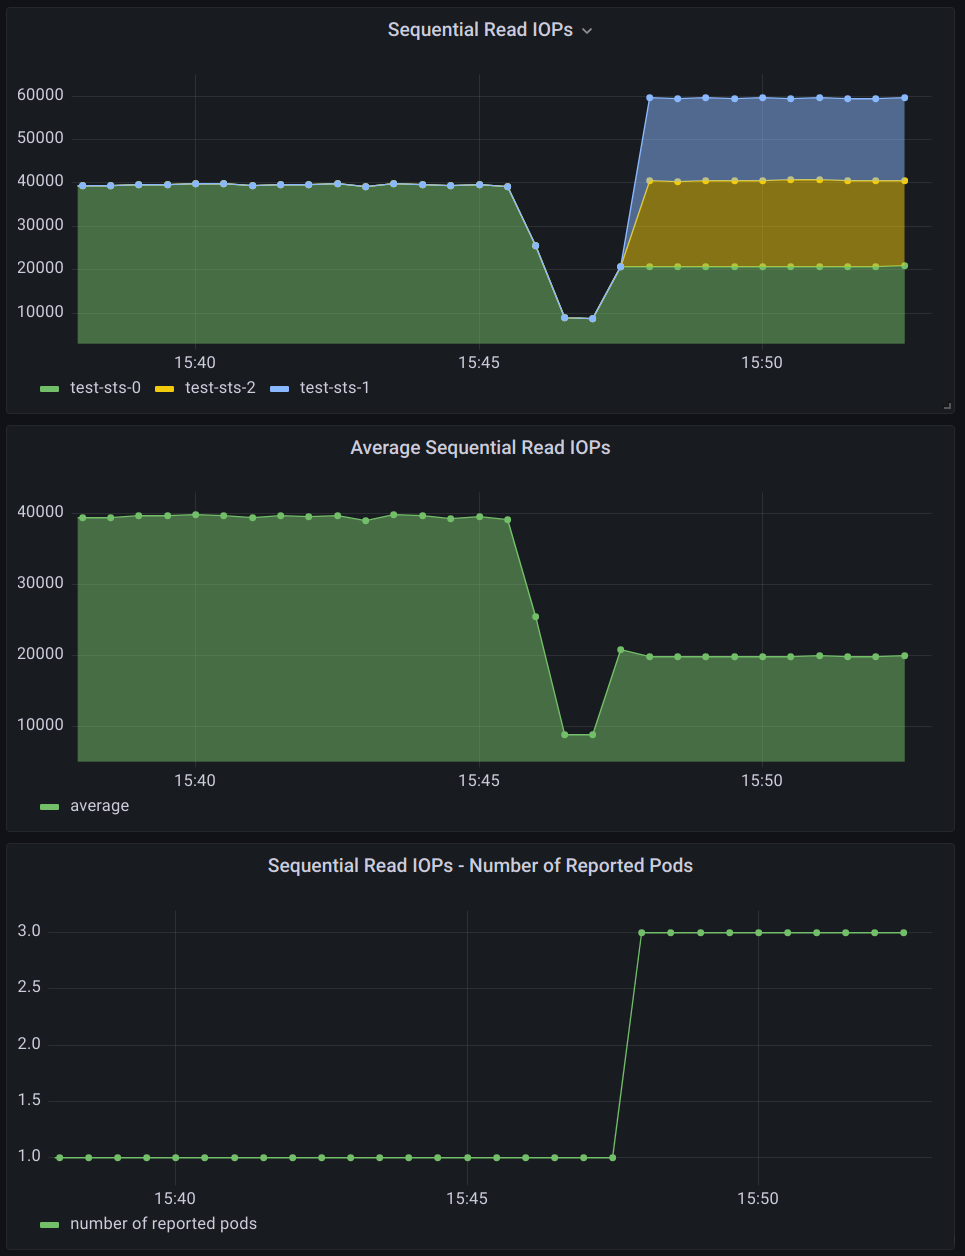 Sequential Read IOPs
60000
50000
40000
30000
20000
10000
15:40 15:45 15:50
test-sts-0 test-sts-2 test-sts-1
Average Sequential Read IOPs
40000
30000
20000
10000
15:40 15:45 15:50
average
Sequential Read IOPs - Number of Reported Pods
3.0
2.5
2.0
1.5
1.0
15:40 15:45 15:50
number of reported pods